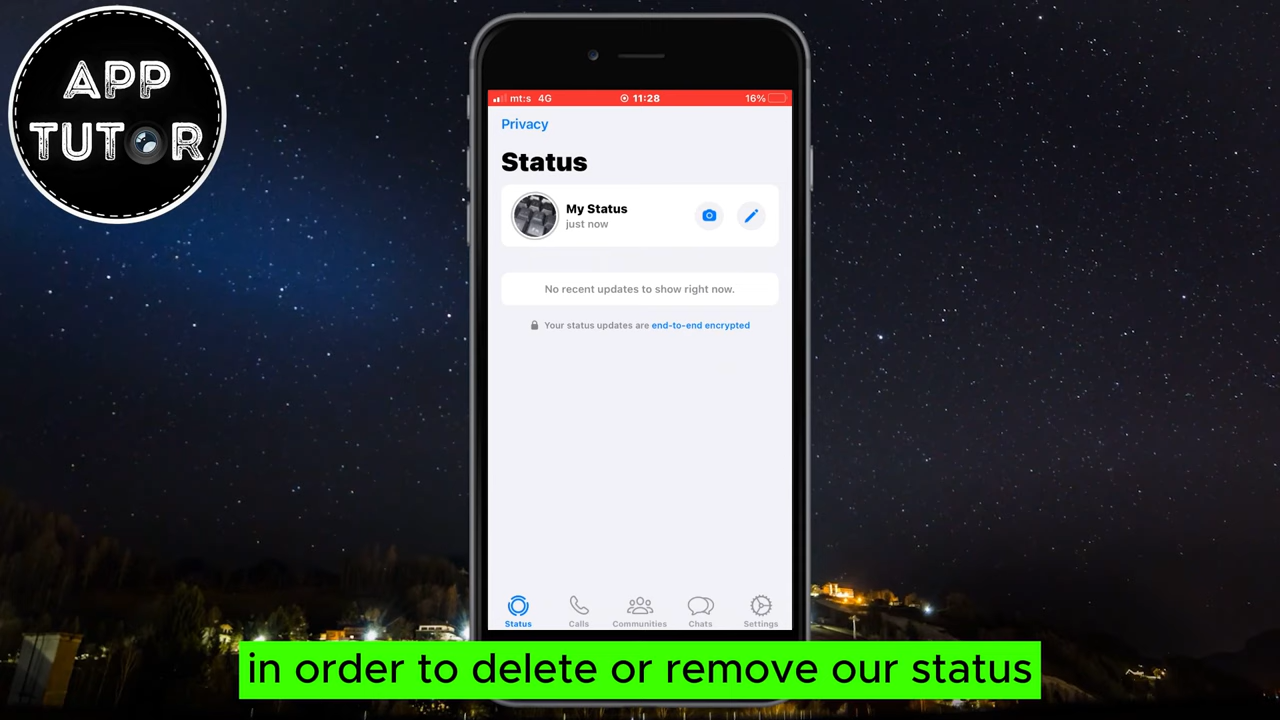 APP
TUTOR
mt:s 4G 11:28 16%
Privacy
Status
My Status
just now
No recent updates to show right now.
Your status updates are end-to-end encrypted
Status Calls Communities Chats Settings
in order to delete or remove our status